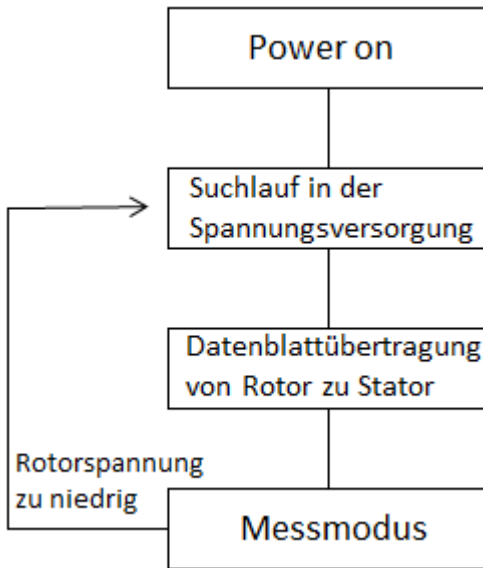 Power on
Suchlauf in der
Spannungsversorgung
Datenblattübertragung
von Rotor zu Stator
Rotorspannung
zu niedrig
Messmodus